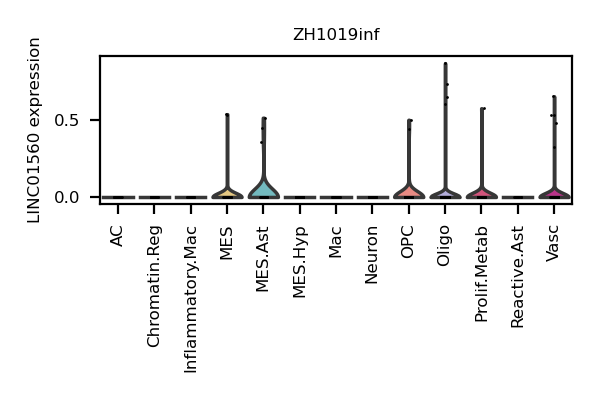 ZH1019inf
LINC01560 expression
0.5
0.0
AC
Chromatin.Reg
Inflammatory.Mac
MES
MES.Ast
MES.Hyp
Mac
Neuron
OPC
Oligo
Prolif.Metab
Reactive.Ast
Vasc